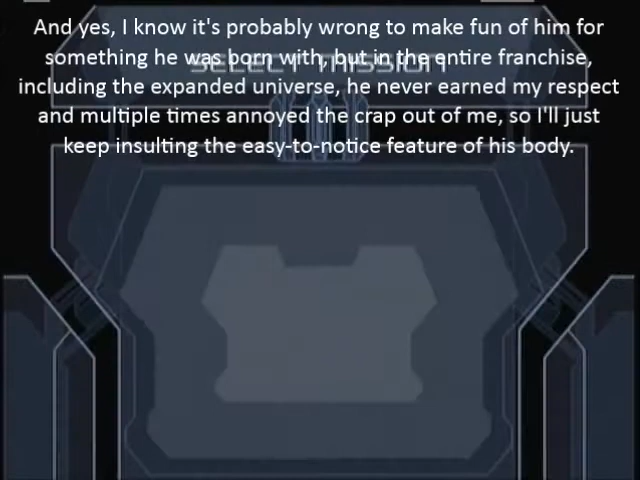 And yes, I know it's probably wrong to make fun of him for
something he was born with, but in the entire franchise,
SELECT MISSION
including the expanded universe, he never earned my respect
and multiple times annoyed the crap out of me, so I'll just
keep insulting the easy-to-notice feature of his body.